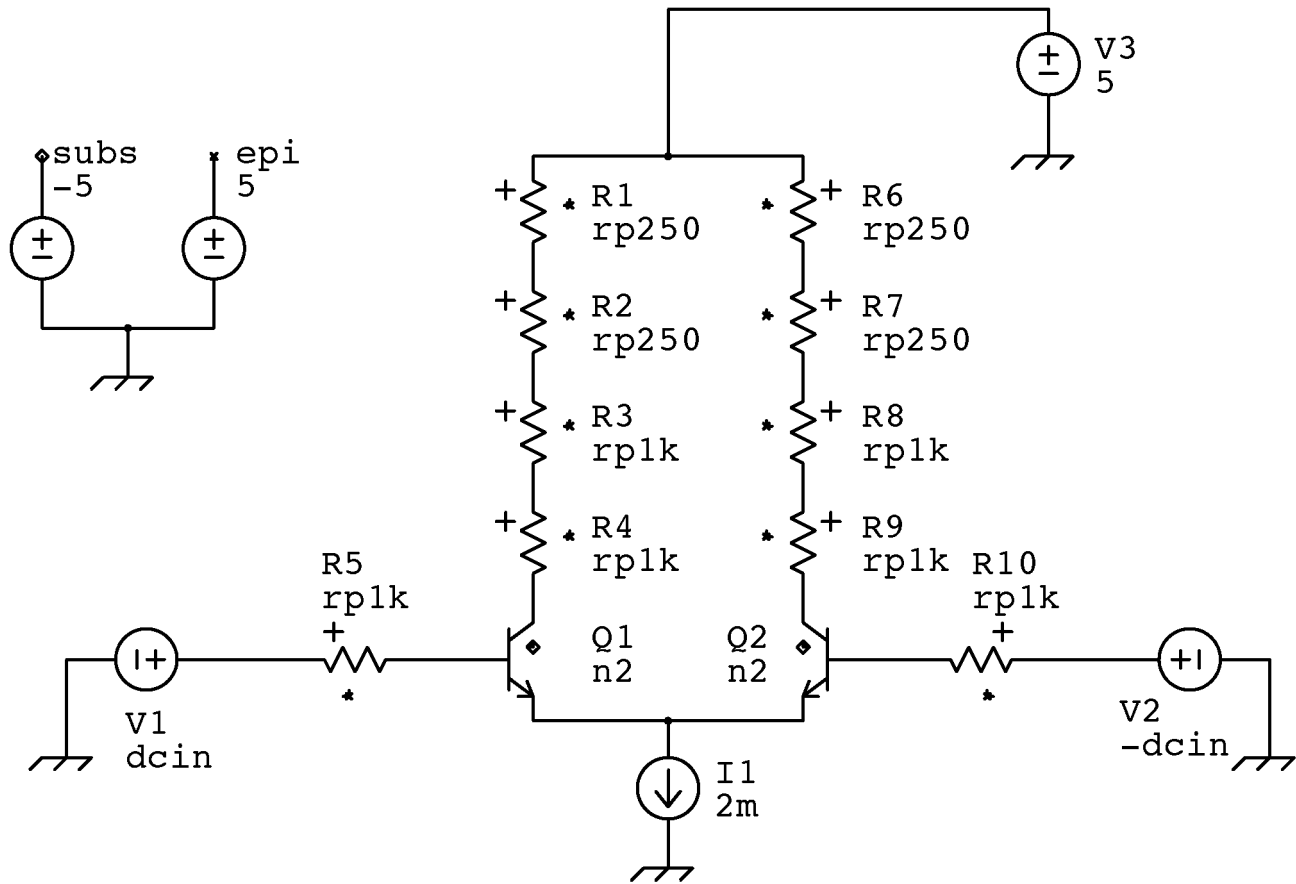 V3
5
subs
-5
epi
5
R1
rp250
R6
rp250
R2
rp250
R7
rp250
R3
rp1k
R8
rp1k
R4
rp1k
R9
rp1k
R5
rp1k
R10
rp1k
Q1
n2
Q2
n2
V1
dcin
V2
-dcin
I1
2m